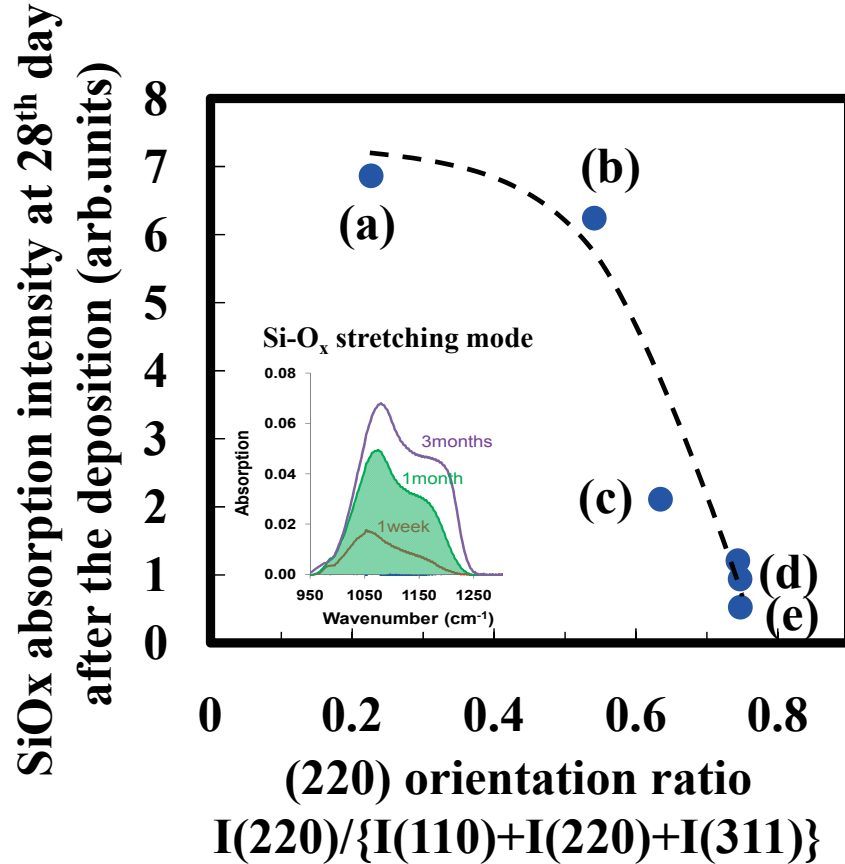 SiOx absorption intensity at 28th day
after the deposition (arb.units)
8
7
6
5
4
3
2
1
0
0
0.2
0.4
0.6
0.8
(220) orientation ratio
I(220)/{I(110)+I(220)+I(311)}
(a)
(b)
(c)
(d)
(e)
Si-Ox stretching mode
Absorption
0.08
0.06
0.04
0.02
0.00
3months
1month
1week
950
1050
1150
1250
Wavenumber (cm-1)